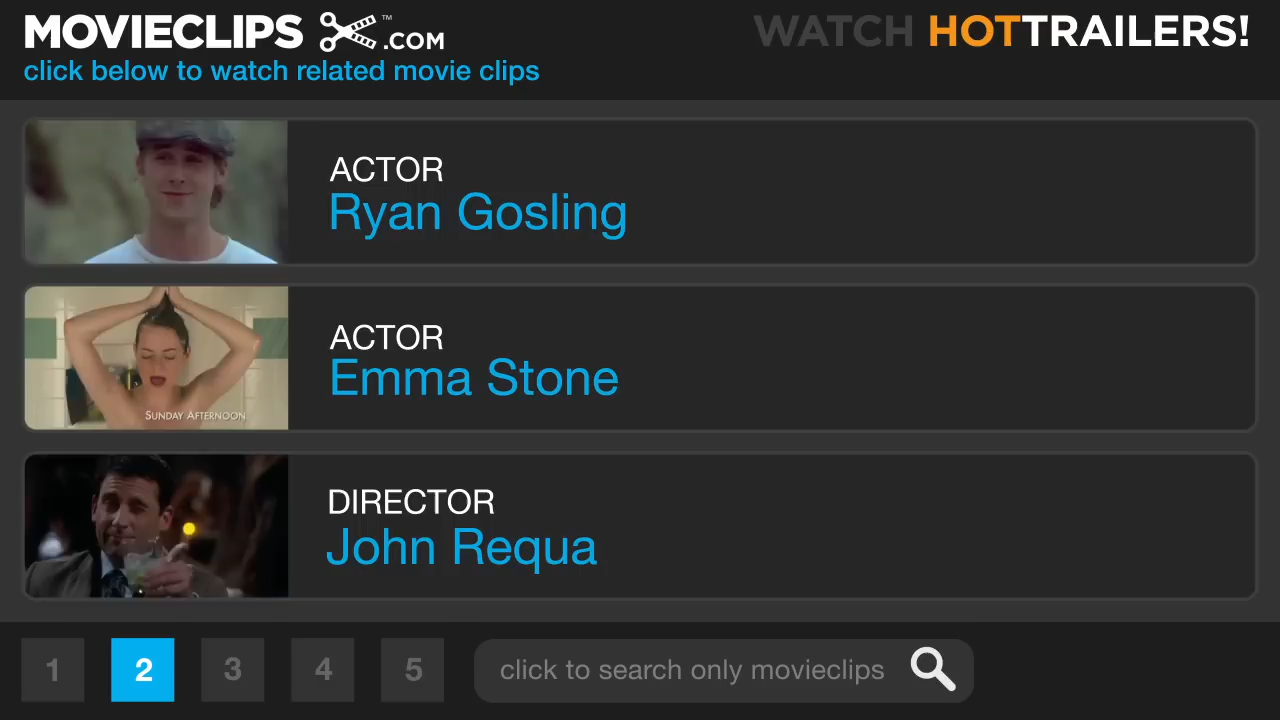 MOVIECLIPS ™.COM
WATCH HOTTRAILERS!
click below to watch related movie clips
ACTOR
Ryan Gosling
ACTOR
Emma Stone
SUNDAY AFTERNOON
DIRECTOR
John Requa
1 2 3 4 5
click to search only movieclips